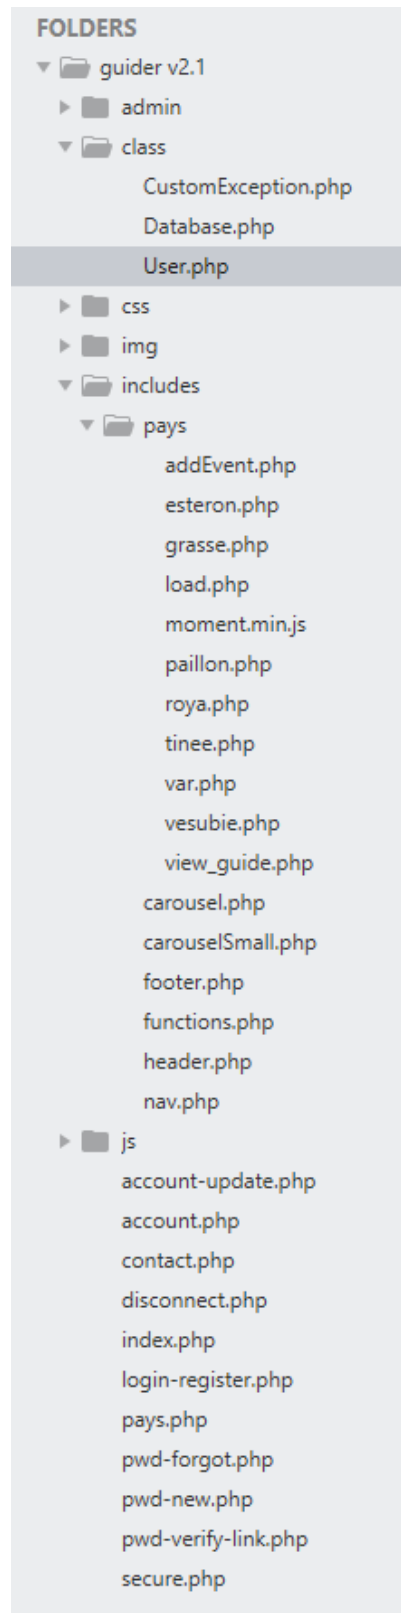 FOLDERS
guider v2.1
admin
class
CustomException.php
Database.php
User.php
css
img
includes
pays
addEvent.php
esteron.php
grasse.php
load.php
moment.min.js
paillon.php
roya.php
tinee.php
var.php
vesubie.php
view_guide.php
carousel.php
carouselSmall.php
footer.php
functions.php
header.php
nav.php
js
account-update.php
account.php
contact.php
disconnect.php
index.php
login-register.php
pays.php
pwd-forgot.php
pwd-new.php
pwd-verify-link.php
secure.php